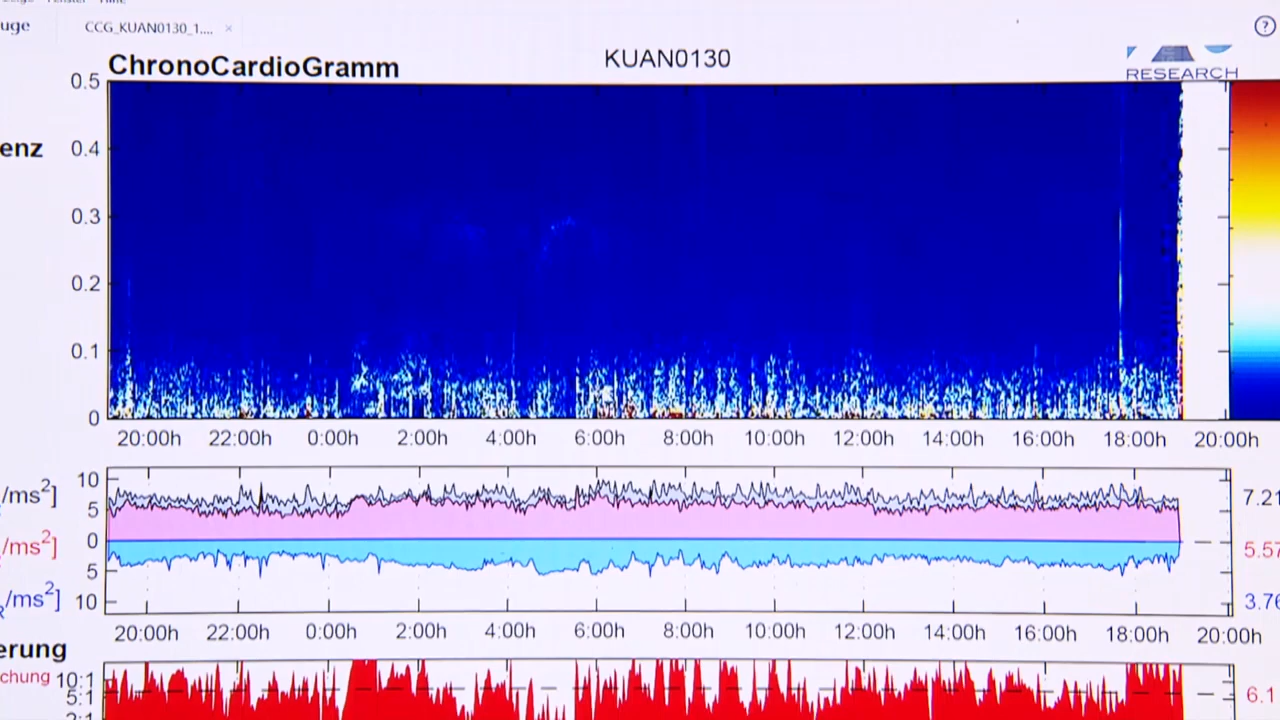 uge
CCG_KUAN0130_1.... ×
?
ChronoCardioGramm
KUAN0130
RESEARCH
0.5
enz
0.4
0.3
0.2
0.1
0
20:00h 22:00h 0:00h 2:00h 4:00h 6:00h 8:00h 10:00h 12:00h 14:00h 16:00h 18:00h 20:00h
10
/ms²]
7.21
5
0
/ms²]
5.57
5
/ms²]
10
3.76
20:00h 22:00h 0:00h 2:00h 4:00h 6:00h 8:00h 10:00h 12:00h 14:00h 16:00h 18:00h 20:00h
erung
chung
10:1
5:1
6.1
2:1